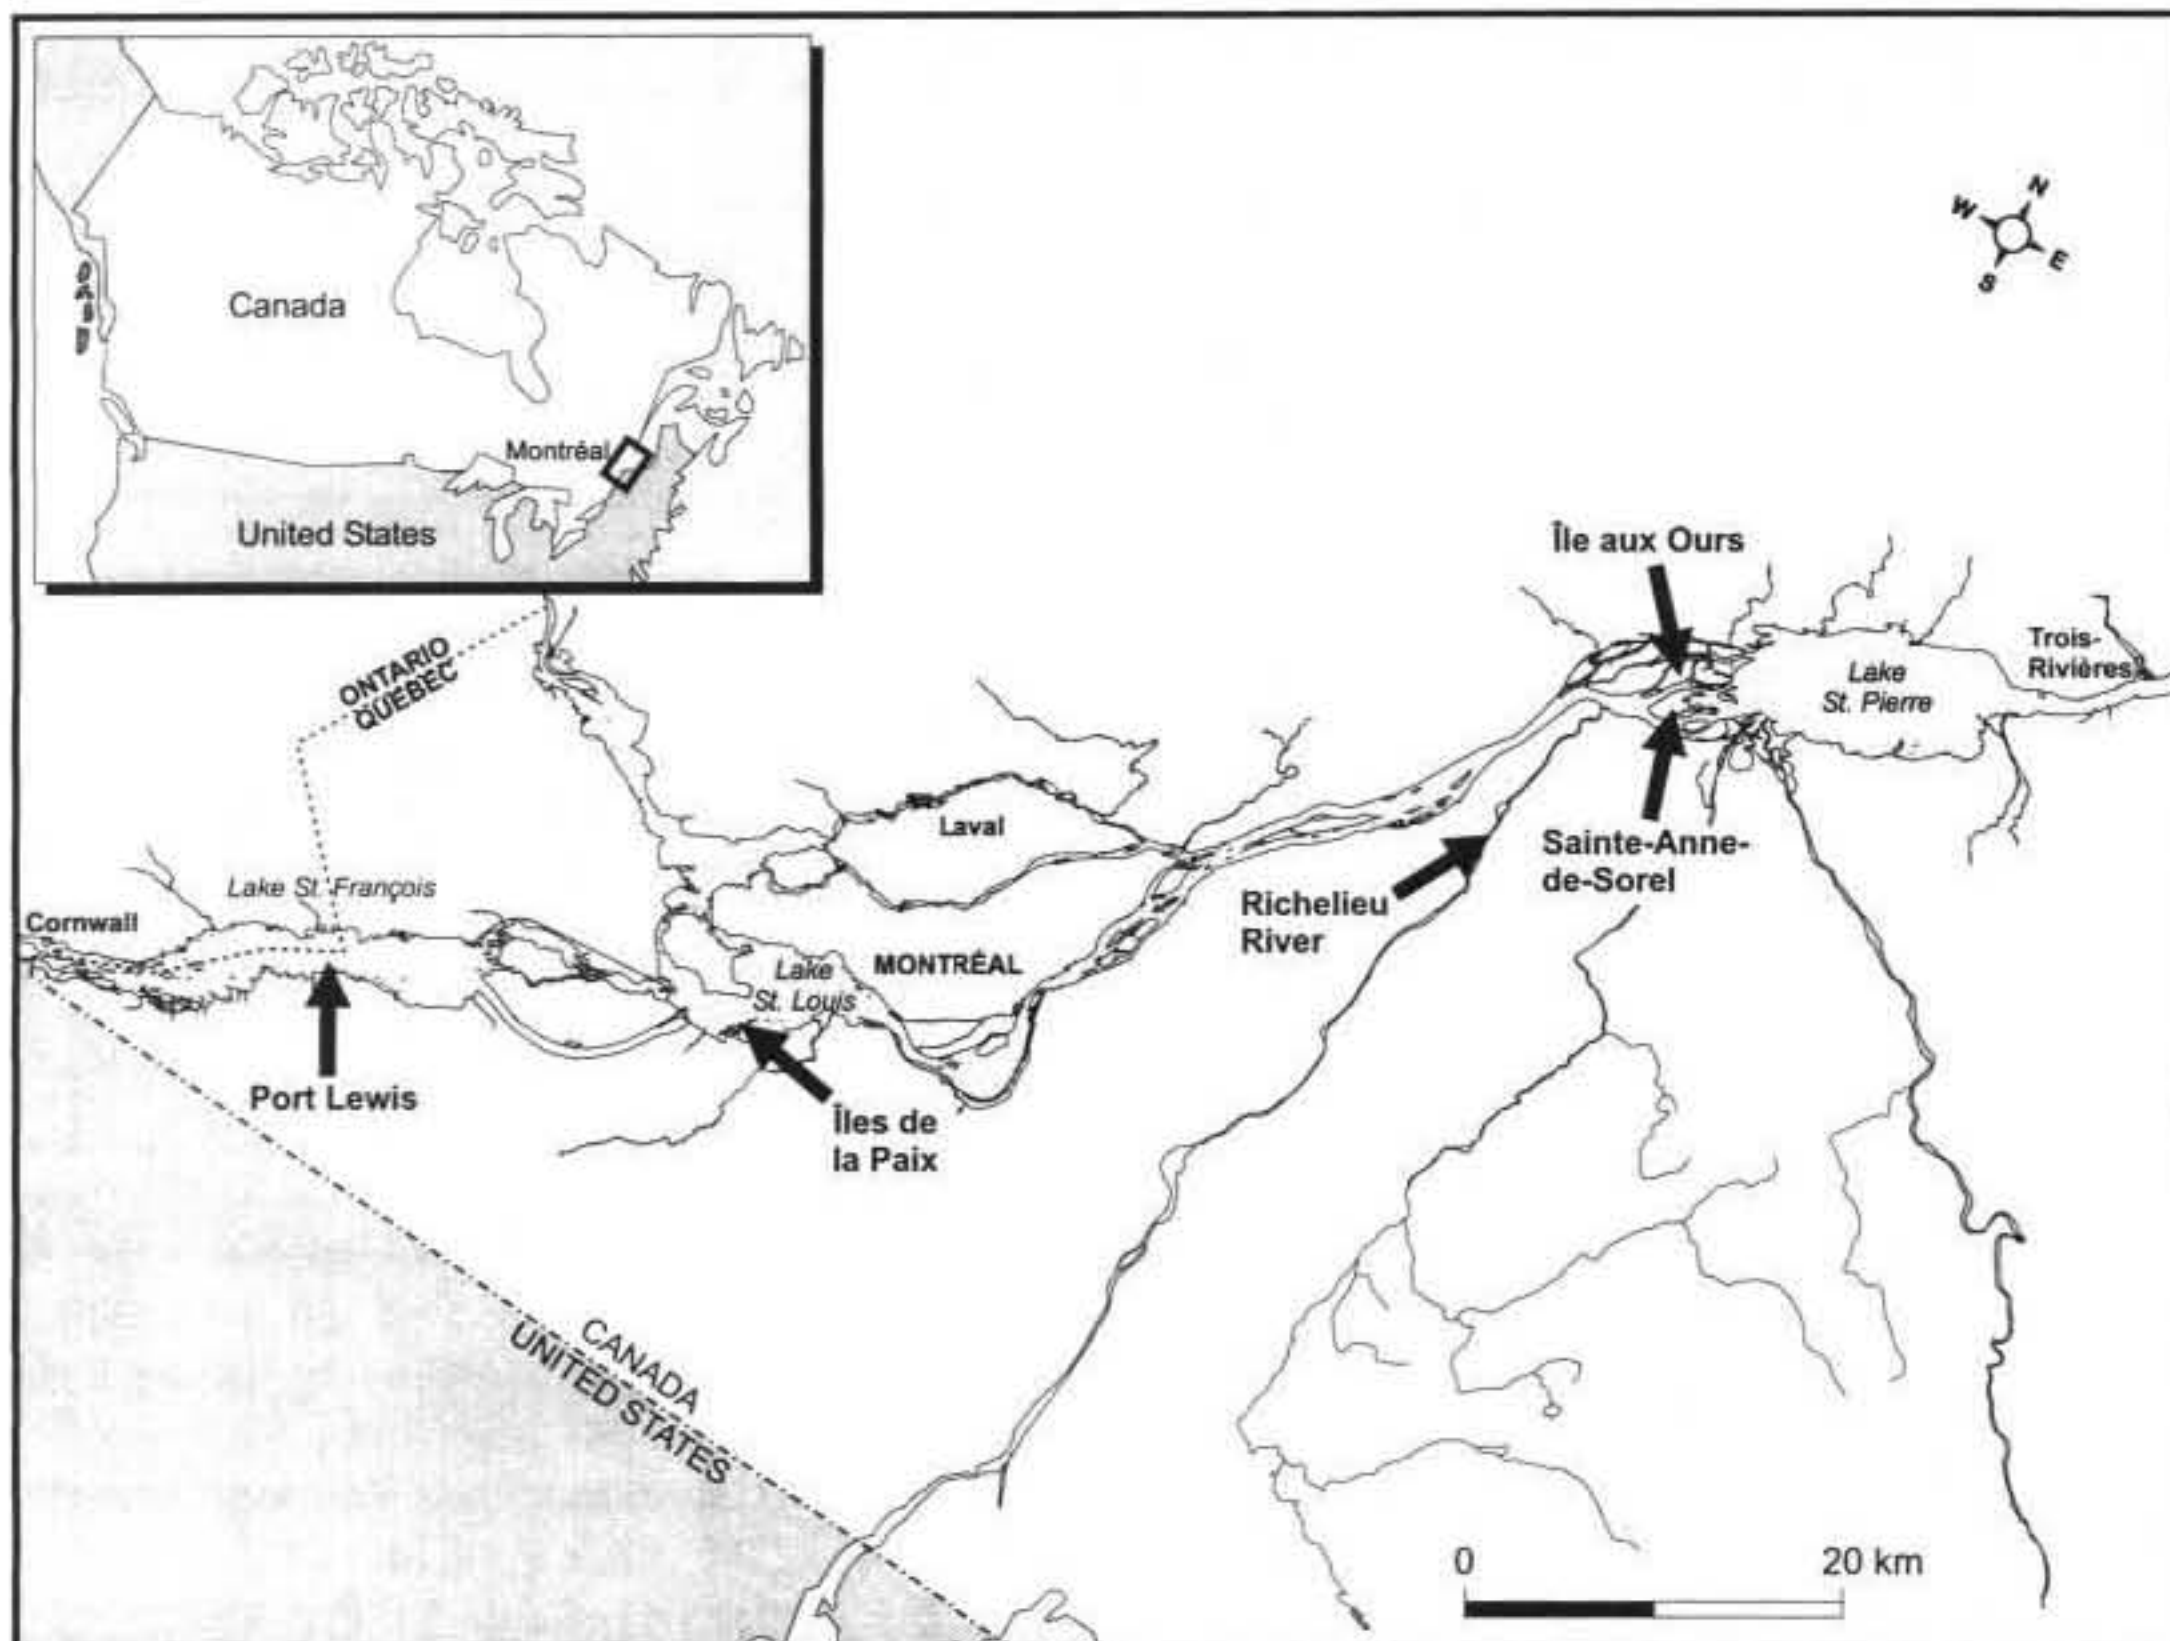 Canada
Montréal
United States
N
W
E
S
ONTARIO
QUEBEC
Île aux Ours
Trois-
Rivières
Lake
St. Pierre
Laval
Sainte-Anne-
de-Sorel
Richelieu
River
Lake St. François
Cornwall
MONTRÉAL
Lake
St. Louis
Port Lewis
Îles de
la Paix
CANADA
UNITED STATES
0 20 km